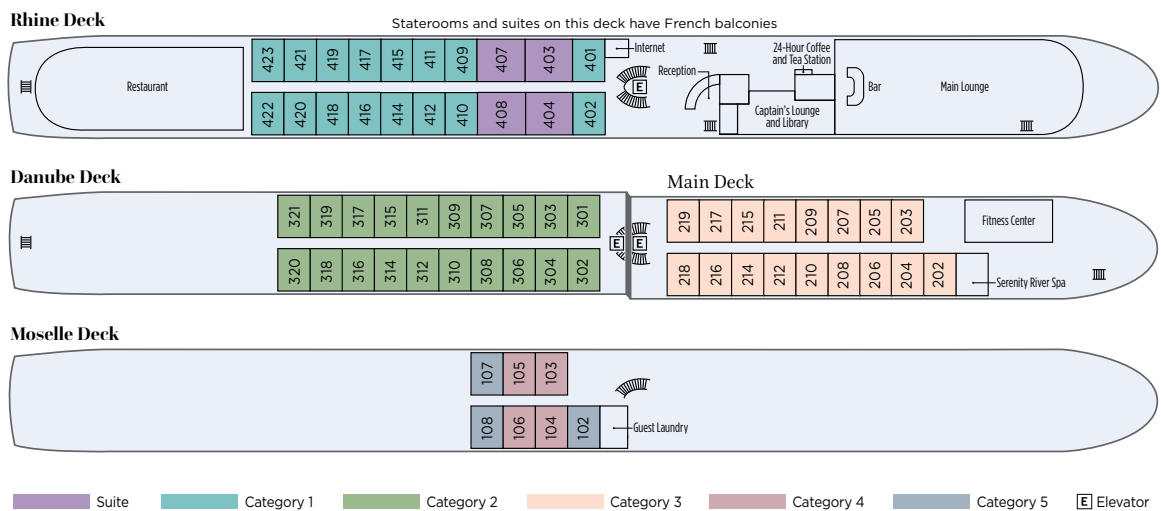 Rhine Deck
Staterooms and suites on this deck have French balconies
423 421 419 417 415 411 409 407 403 401
Internet
24-Hour Coffee
and Tea Station
Reception
E
Restaurant
Bar
Main Lounge
Captain's Lounge
and Library
422 420 418 416 414 412 410 408 404 402
Danube Deck
Main Deck
321 319 317 315 311 309 307 305 303 301
219 217 215 211 209 207 205 203
Fitness Center
E E
320 318 316 314 312 310 308 306 304 302
218 216 214 212 210 208 206 204 202
Serenity River Spa
Moselle Deck
107 105 103
108 106 104 102
Guest Laundry
Suite
Category 1
Category 2
Category 3
Category 4
Category 5
E Elevator